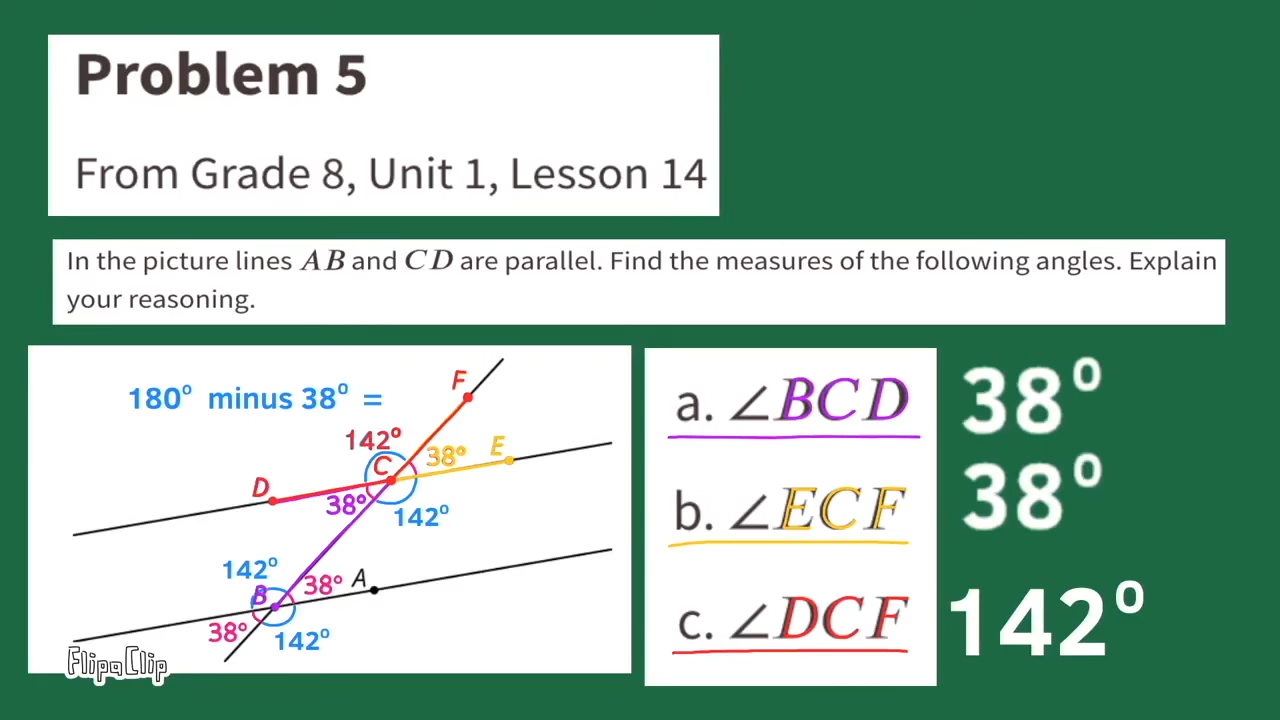 Problem 5
From Grade 8, Unit 1, Lesson 14
In the picture lines AB and CD are parallel. Find the measures of the following angles. Explain
your reasoning.
180° minus 38° =
F
142°
C
38°
E
D
38°
142°
142°
B
38°
A
38°
142°
FlipaClip
a. ∠BCD
38°
b. ∠ECF
38°
c. ∠DCF
142°